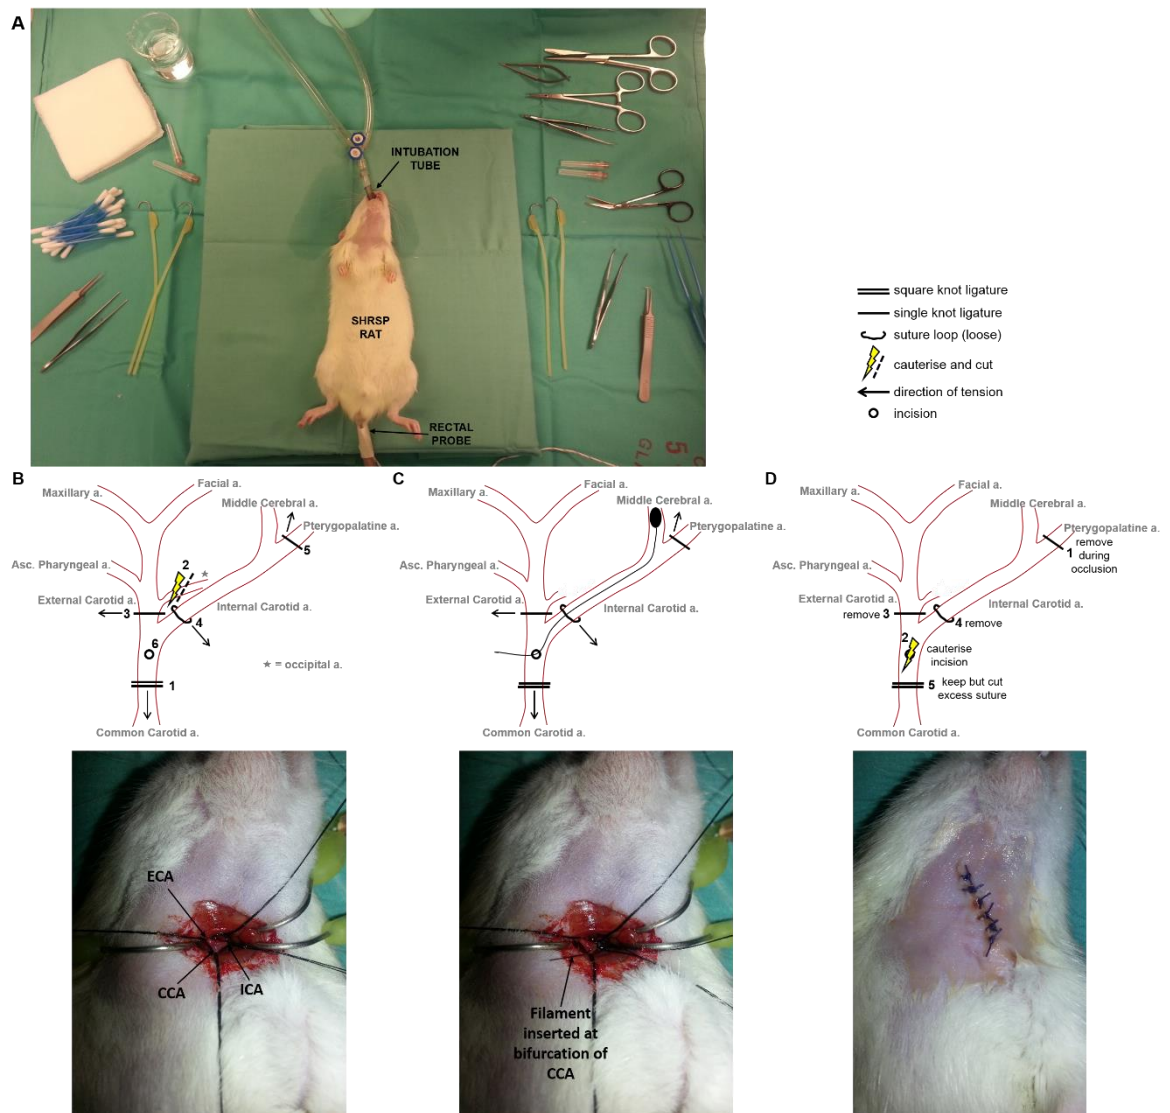 A
INTUBATION
TUBE
SHRSP
RAT
RECTAL
PROBE
5
square knot ligature
single knot ligature
suture loop (loose)
cauterise and cut
direction of tension
incision
B
Maxillary a.
Facial a.
Middle Cerebral a.
Pterygopalatine a.
5
2
*
Asc. Pharyngeal a.
External Carotid a.
3
Internal Carotid a.
4
6
* = occipital a.
1
Common Carotid a.
ECA
CCA
ICA
C
Maxillary a.
Facial a.
Middle Cerebral a.
Pterygopalatine a.
Asc. Pharyngeal a.
External Carotid a.
Internal Carotid a.
Common Carotid a.
Filament
inserted at
bifurcation of
CCA
D
Maxillary a.
Facial a.
Middle Cerebral a.
Pterygopalatine a.
remove
1 during
occlusion
Asc. Pharyngeal a.
External Carotid a.
Internal Carotid a.
remove 3
4 remove
2
cauterise
incision
5 keep but cut
excess suture
Common Carotid a.